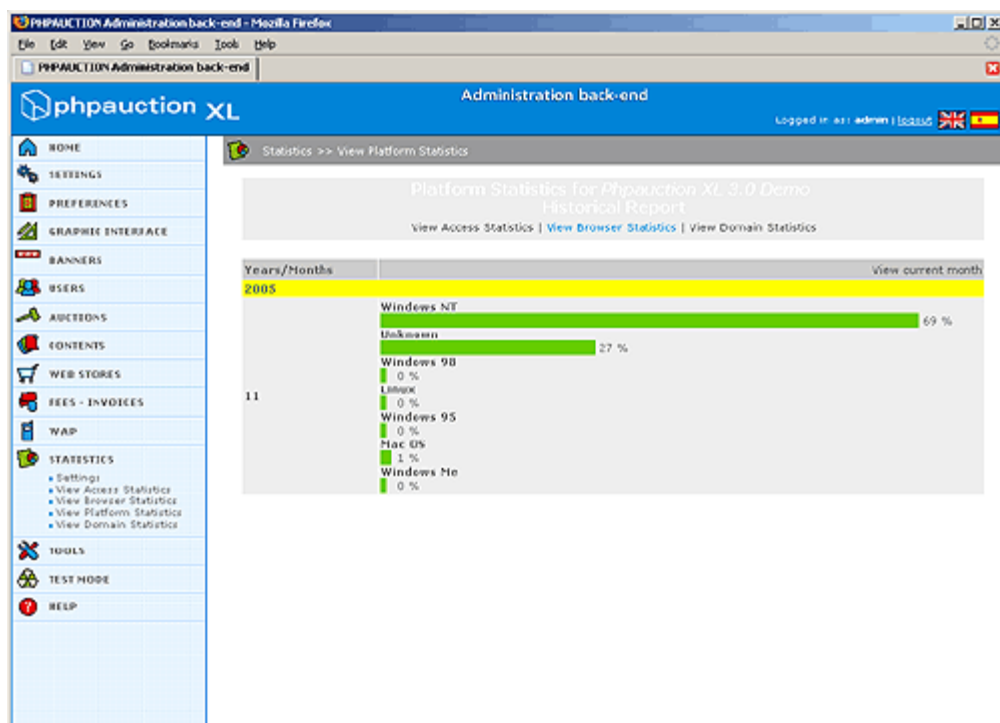 PHPAUCTION Administration back-end - Mozilla Firefox
File Edit View Go Bookmarks Tools Help
PHPAUCTION Administration back-end
phpauction XL
Administration back-end
Logged in as: admin | logout
HOME
SETTINGS
PREFERENCES
GRAPHIC INTERFACE
BANNERS
USERS
AUCTIONS
CONTENTS
WEB STORES
FEES - INVOICES
WAP
STATISTICS
Settings
View Access Statistics
View Browser Statistics
View Platform Statistics
View Domain Statistics
TOOLS
TEST MODE
HELP
Statistics >> View Platform Statistics
Platform Statistics for Phpauction XL 3.0 Demo
Historical Report
View Access Statistics | View Browser Statistics | View Domain Statistics
Years/Months View current month
2005
11
Windows NT
69 %
Unknown
27 %
Windows 98
0 %
Linux
0 %
Windows 95
0 %
Mac OS
1 %
Windows Me
0 %